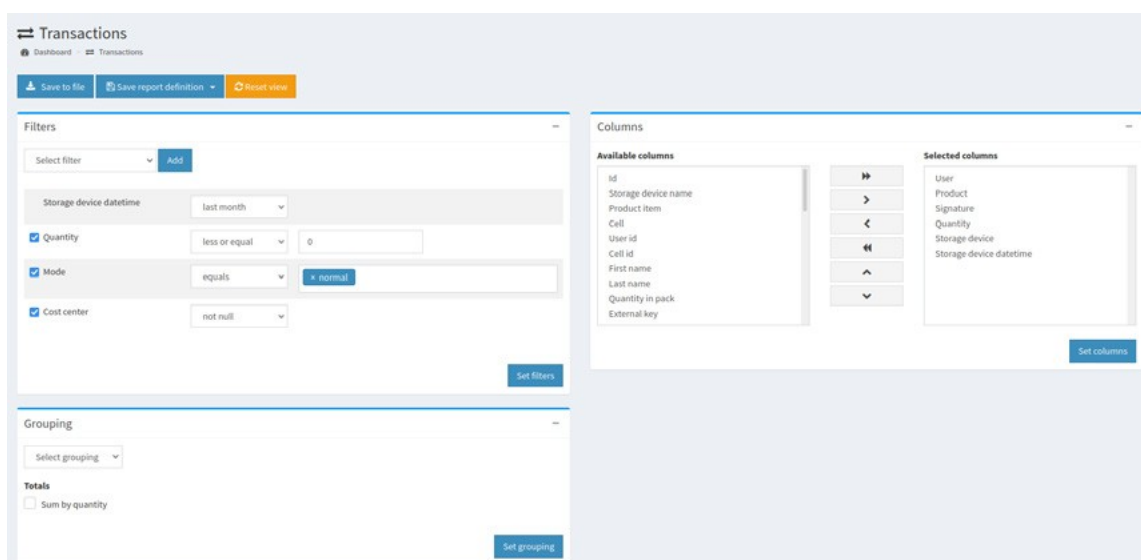 Transactions
Dashboard Transactions
Save to file Save report definition Reset view
Filters
Select filter Add
Storage device datetime last month
Quantity less or equal 0
Mode equals × normal
Cost center not null
Set filters
Columns
Available columns
Id
Storage device name
Product item
Cell
User id
Cell id
First name
Last name
Quantity in pack
External key
Selected columns
User
Product
Signature
Quantity
Storage device
Storage device datetime
Set columns
Grouping
Select grouping
Totals
Sum by quantity
Set grouping